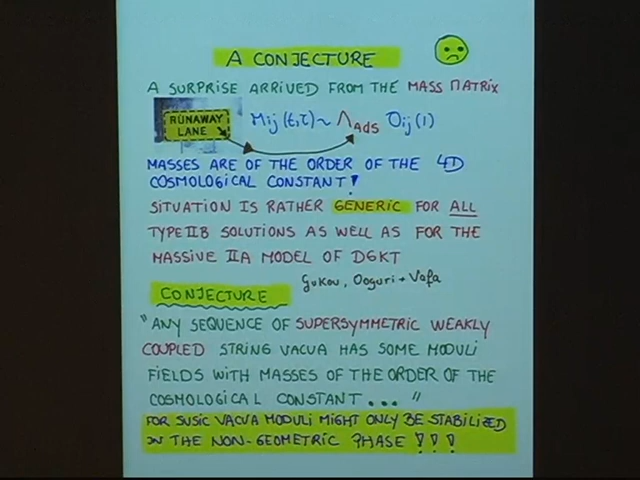 A CONJECTURE
A SURPRISE ARRIVED FROM THE MASS MATRIX
RUNAWAY
LANE
Mij (t,τ) ~ Λ AdS Oij (1)
MASSES ARE OF THE ORDER OF THE 4D
COSMOLOGICAL CONSTANT!
SITUATION IS RATHER GENERIC FOR ALL
TYPE IIB SOLUTIONS AS WELL AS FOR THE
MASSIVE IIA MODEL OF DGKT
Gukov, Ooguri + Vafa
CONJECTURE
"ANY SEQUENCE OF SUPERSYMMETRIC WEAKLY
COUPLED STRING VACUA HAS SOME MODULI
FIELDS WITH MASSES OF THE ORDER OF THE
COSMOLOGICAL CONSTANT ... "
FOR SUSIC VACUA MODULI MIGHT ONLY BE STABILIZED
IN THE NON-GEOMETRIC PHASE !!!